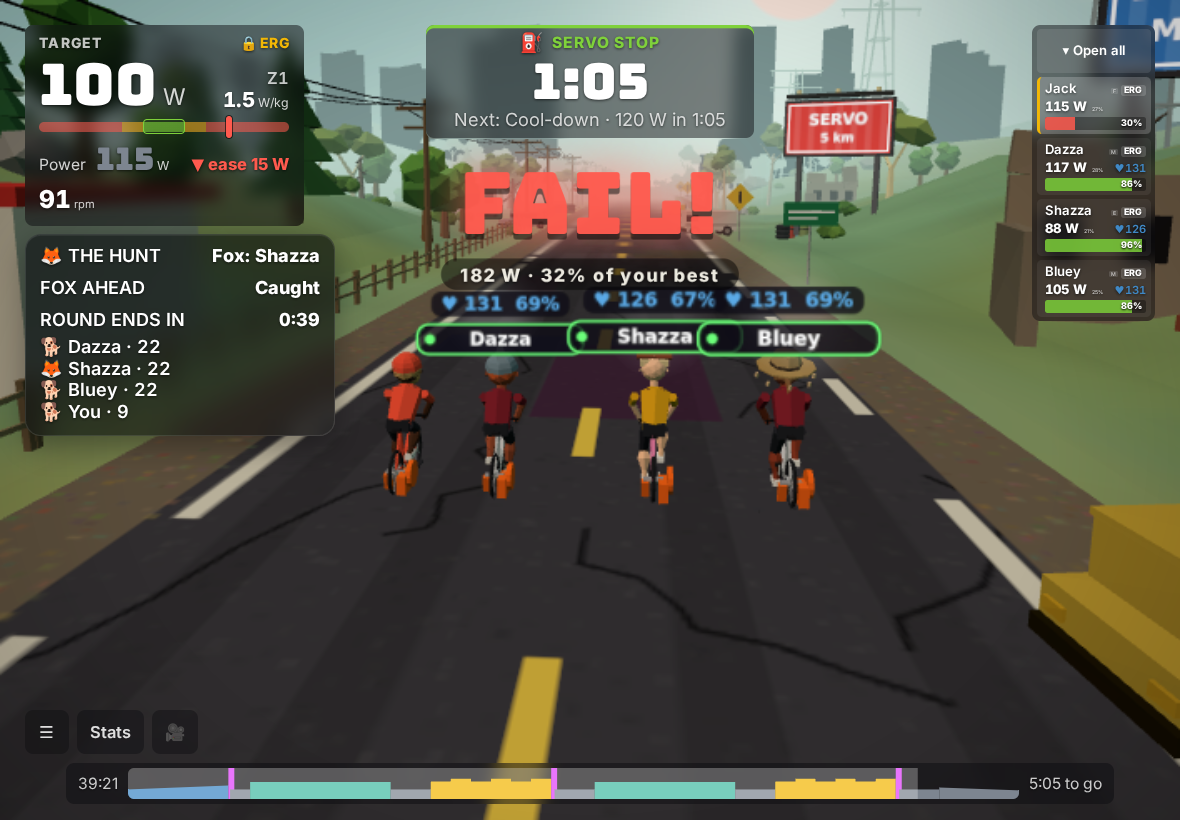 TARGET
🔒 ERG
100 W
Z1
1.5 W/kg
Power 115 W
▼ ease 15 W
91 rpm
🦊 THE HUNT Fox: Shazza
FOX AHEAD Caught
ROUND ENDS IN 0:39
🐕 Dazza · 22
🦊 Shazza · 22
🐕 Bluey · 22
🐕 You · 9
⛽ SERVO STOP
1:05
Next: Cool-down · 120 W in 1:05
FAIL!
182 W · 32% of your best
♥ 131 69%
♥ 126 67%
♥ 131 69%
Dazza
Shazza
Bluey
SERVO
5 km
M
▾ Open all
Jack ERG
115 W 27%
30%
Dazza M ERG
117 W 28% ♥131
86%
Shazza E ERG
88 W 21% ♥126
96%
Bluey M ERG
105 W 25% ♥131
86%
☰ Stats
39:21
5:05 to go